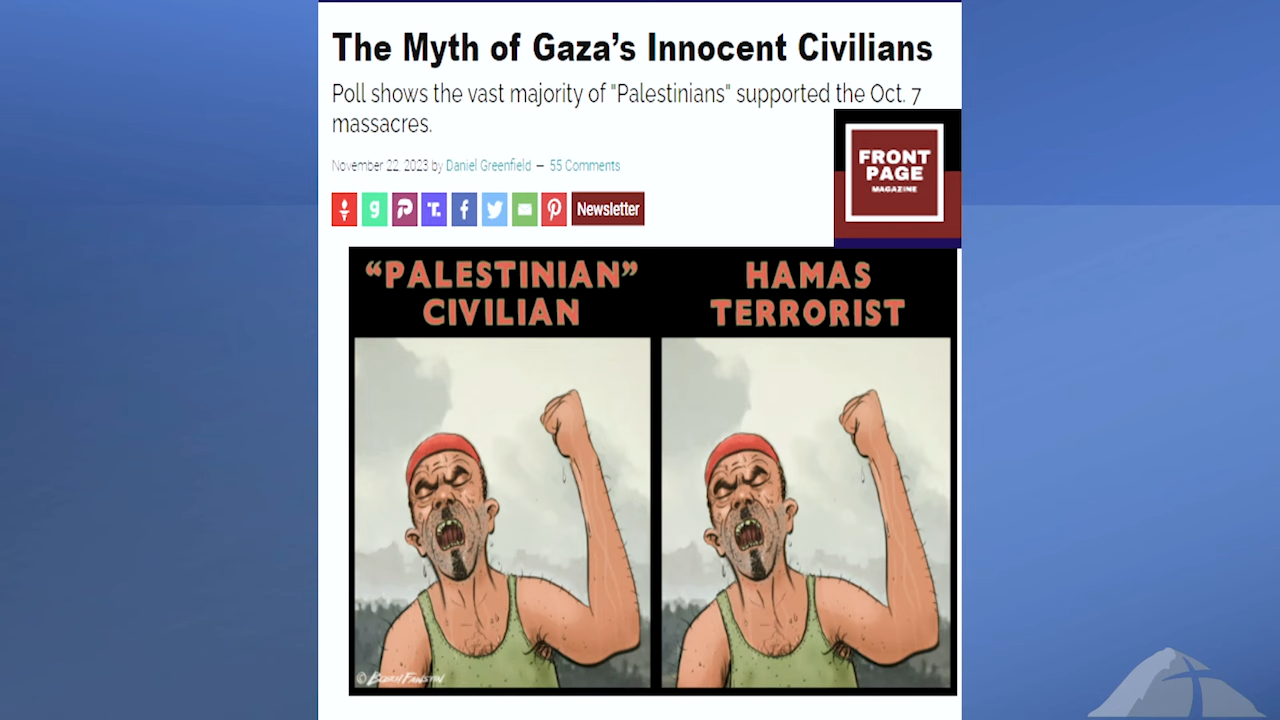 The Myth of Gaza's Innocent Civilians
Poll shows the vast majority of "Palestinians" supported the Oct. 7
massacres.
November 22, 2023 by Daniel Greenfield — 55 Comments
Newsletter
FRONT
PAGE
MAGAZINE
“PALESTINIAN”
CIVILIAN
HAMAS
TERRORIST